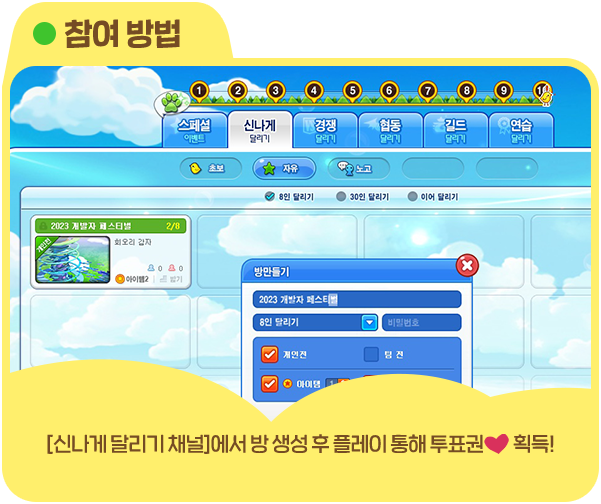 참여 방법
1 2 3 4 5 6 7 8 9 10
스페셜 신나게 경쟁 협동 길드 연습
이벤트 달리기 달리기 달리기 달리기 달리기
초보 자유 노고
8인 달리기 30인 달리기 이어 달리기
2023 개발자 페스티벌 2/8
개인전 회오리 감자
0 0
아이템2 밟기
방만들기
2023 개발자 페스티벌
8인 달리기 비밀번호
개인전 팀 전
아이템 1
[신나게 달리기 채널]에서 방 생성 후 플레이 통해 투표권 획득!